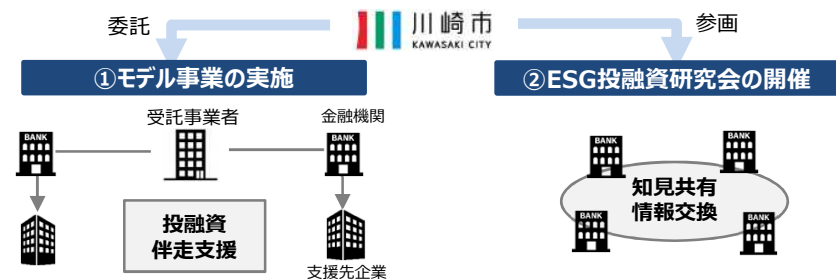 委託
川崎市
KAWASAKI CITY
参画
①モデル事業の実施
②ESG投融資研究会の開催
受託事業者
金融機関
BANK
BANK
投融資
伴走支援
支援先企業
BANK
BANK
知見共有
情報交換
BANK
BANK